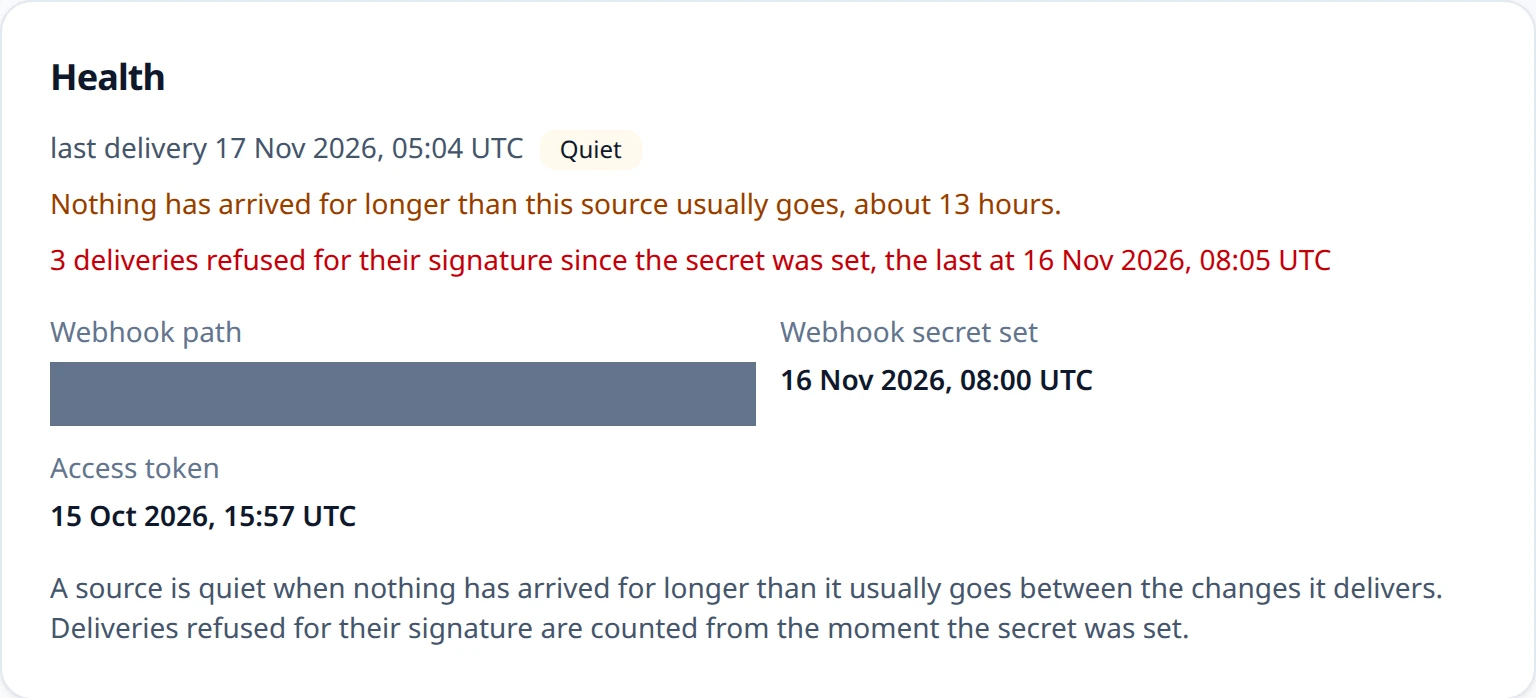 Health
last delivery 17 Nov 2026, 05:04 UTC Quiet
Nothing has arrived for longer than this source usually goes, about 13 hours.
3 deliveries refused for their signature since the secret was set, the last at 16 Nov 2026, 08:05 UTC
Webhook path
Webhook secret set
16 Nov 2026, 08:00 UTC
Access token
15 Oct 2026, 15:57 UTC
A source is quiet when nothing has arrived for longer than it usually goes between the changes it delivers.
Deliveries refused for their signature are counted from the moment the secret was set.